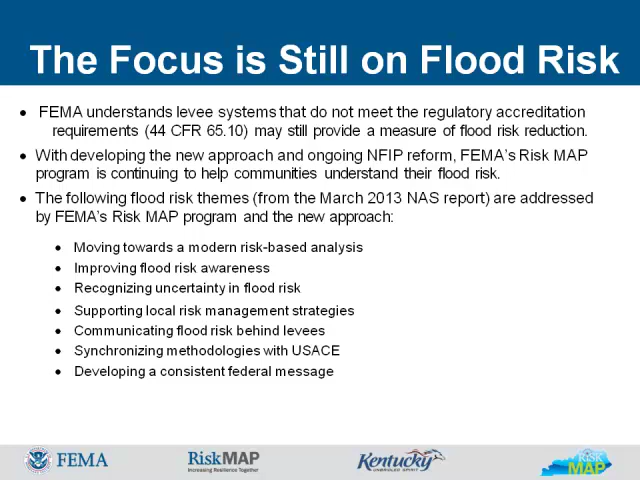 The Focus is Still on Flood Risk
• FEMA understands levee systems that do not meet the regulatory accreditation
requirements (44 CFR 65.10) may still provide a measure of flood risk reduction.
• With developing the new approach and ongoing NFIP reform, FEMA's Risk MAP
program is continuing to help communities understand their flood risk.
• The following flood risk themes (from the March 2013 NAS report) are addressed
by FEMA's Risk MAP program and the new approach:
• Moving towards a modern risk-based analysis
• Improving flood risk awareness
• Recognizing uncertainty in flood risk
• Supporting local risk management strategies
• Communicating flood risk behind levees
• Synchronizing methodologies with USACE
• Developing a consistent federal message
FEMA
RiskMAP
Increasing Resilience Together
Kentucky
UNBRIDLED SPIRIT
RISK
MAP